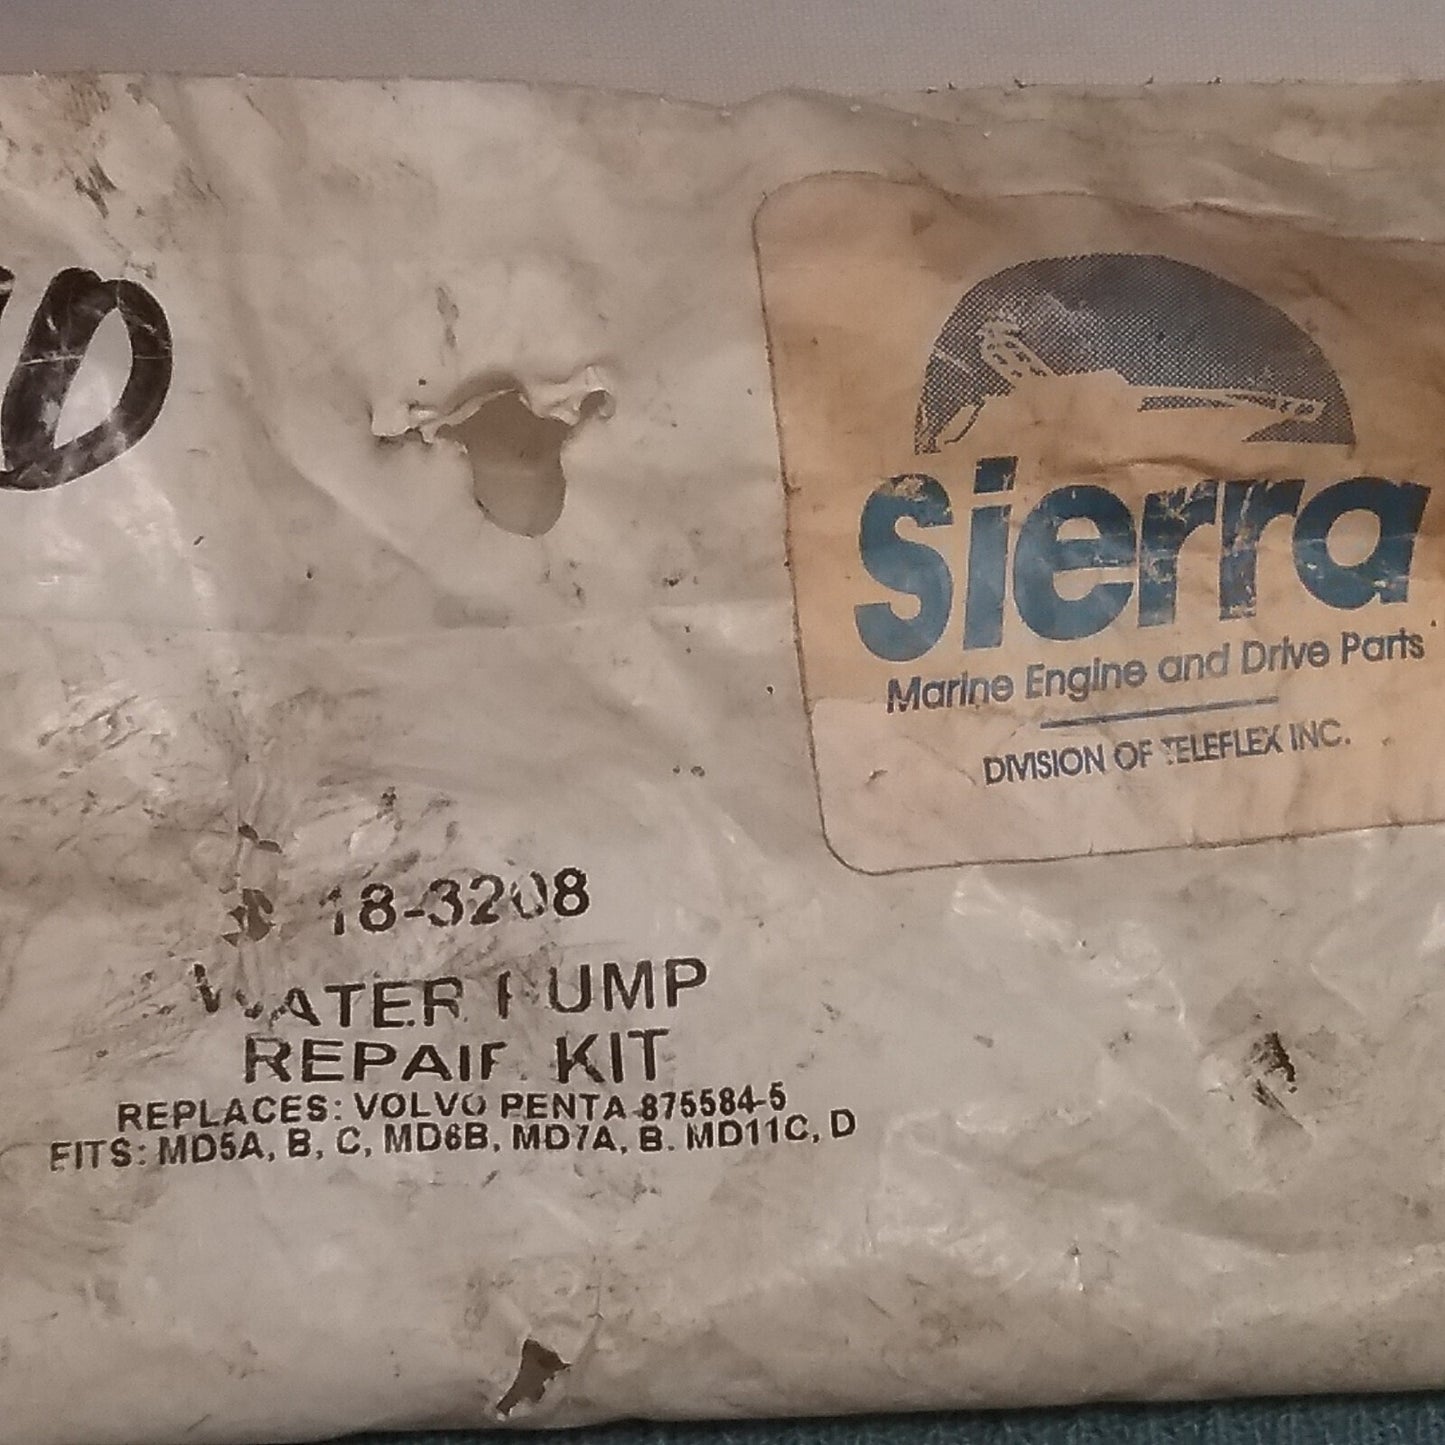 sierra
Marine Engine and Drive Parts
DIVISION OF TELEFLEX INC.
18-3208
WATER PUMP
REPAIR KIT
REPLACES: VOLVO PENTA 875584-5
FITS: MD5A, B, C, MD6B, MD7A, B. MD11C, D